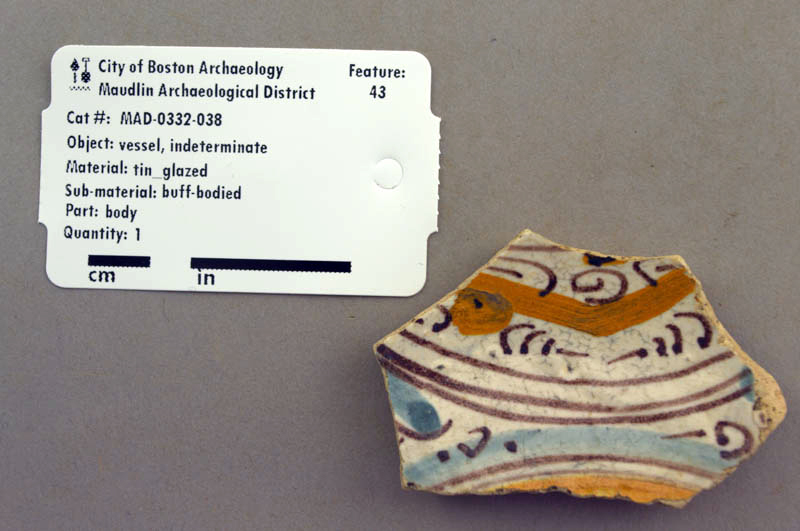 City of Boston Archaeology
Maudlin Archaeological District
Feature:
43
Cat #: MAD-0332-038
Object: vessel, indeterminate
Material: tin_glazed
Sub-material: buff-bodied
Part: body
Quantity: 1
cm
in